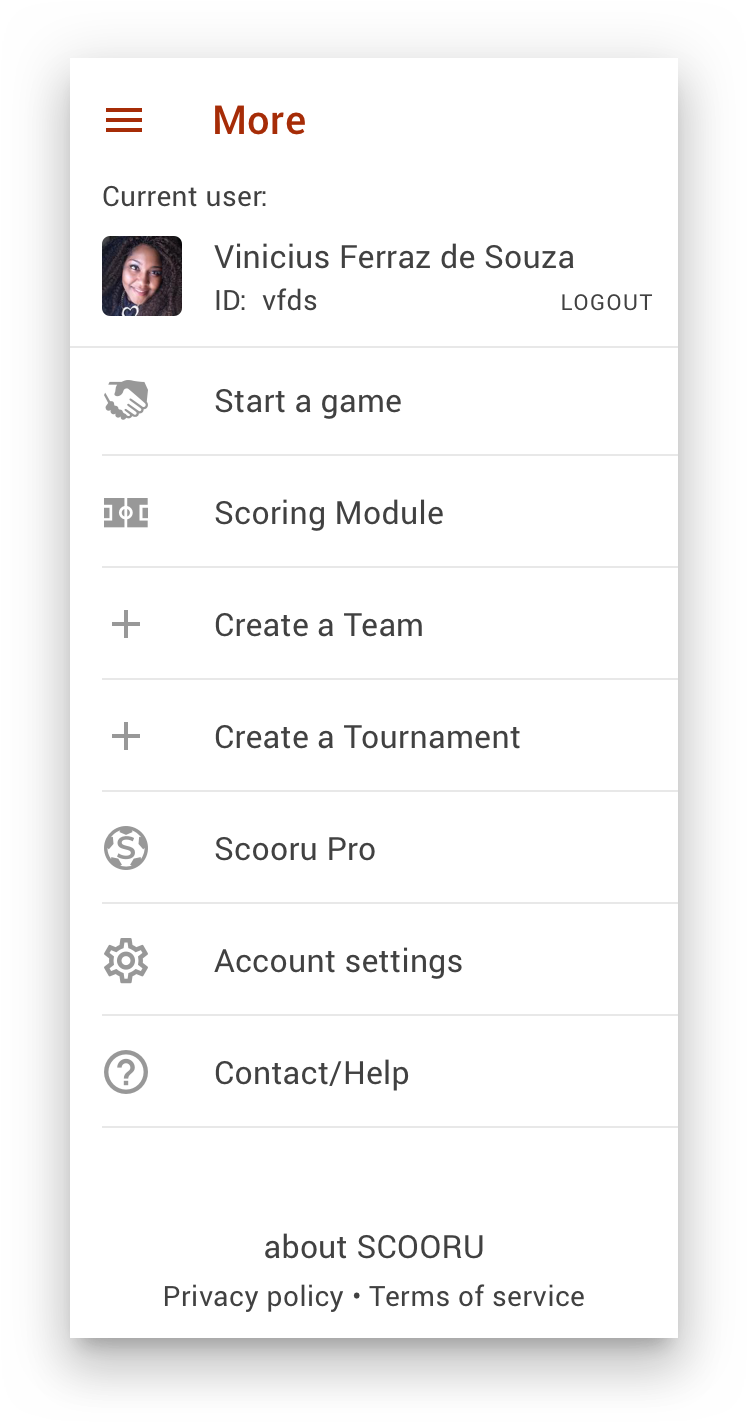 More
Current user:
Vinicius Ferraz de Souza
ID: vfds
LOGOUT
Start a game
Scoring Module
Create a Team
Create a Tournament
S
Scooru Pro
Account settings
?
Contact/Help
about SCOORU
Privacy policy • Terms of service